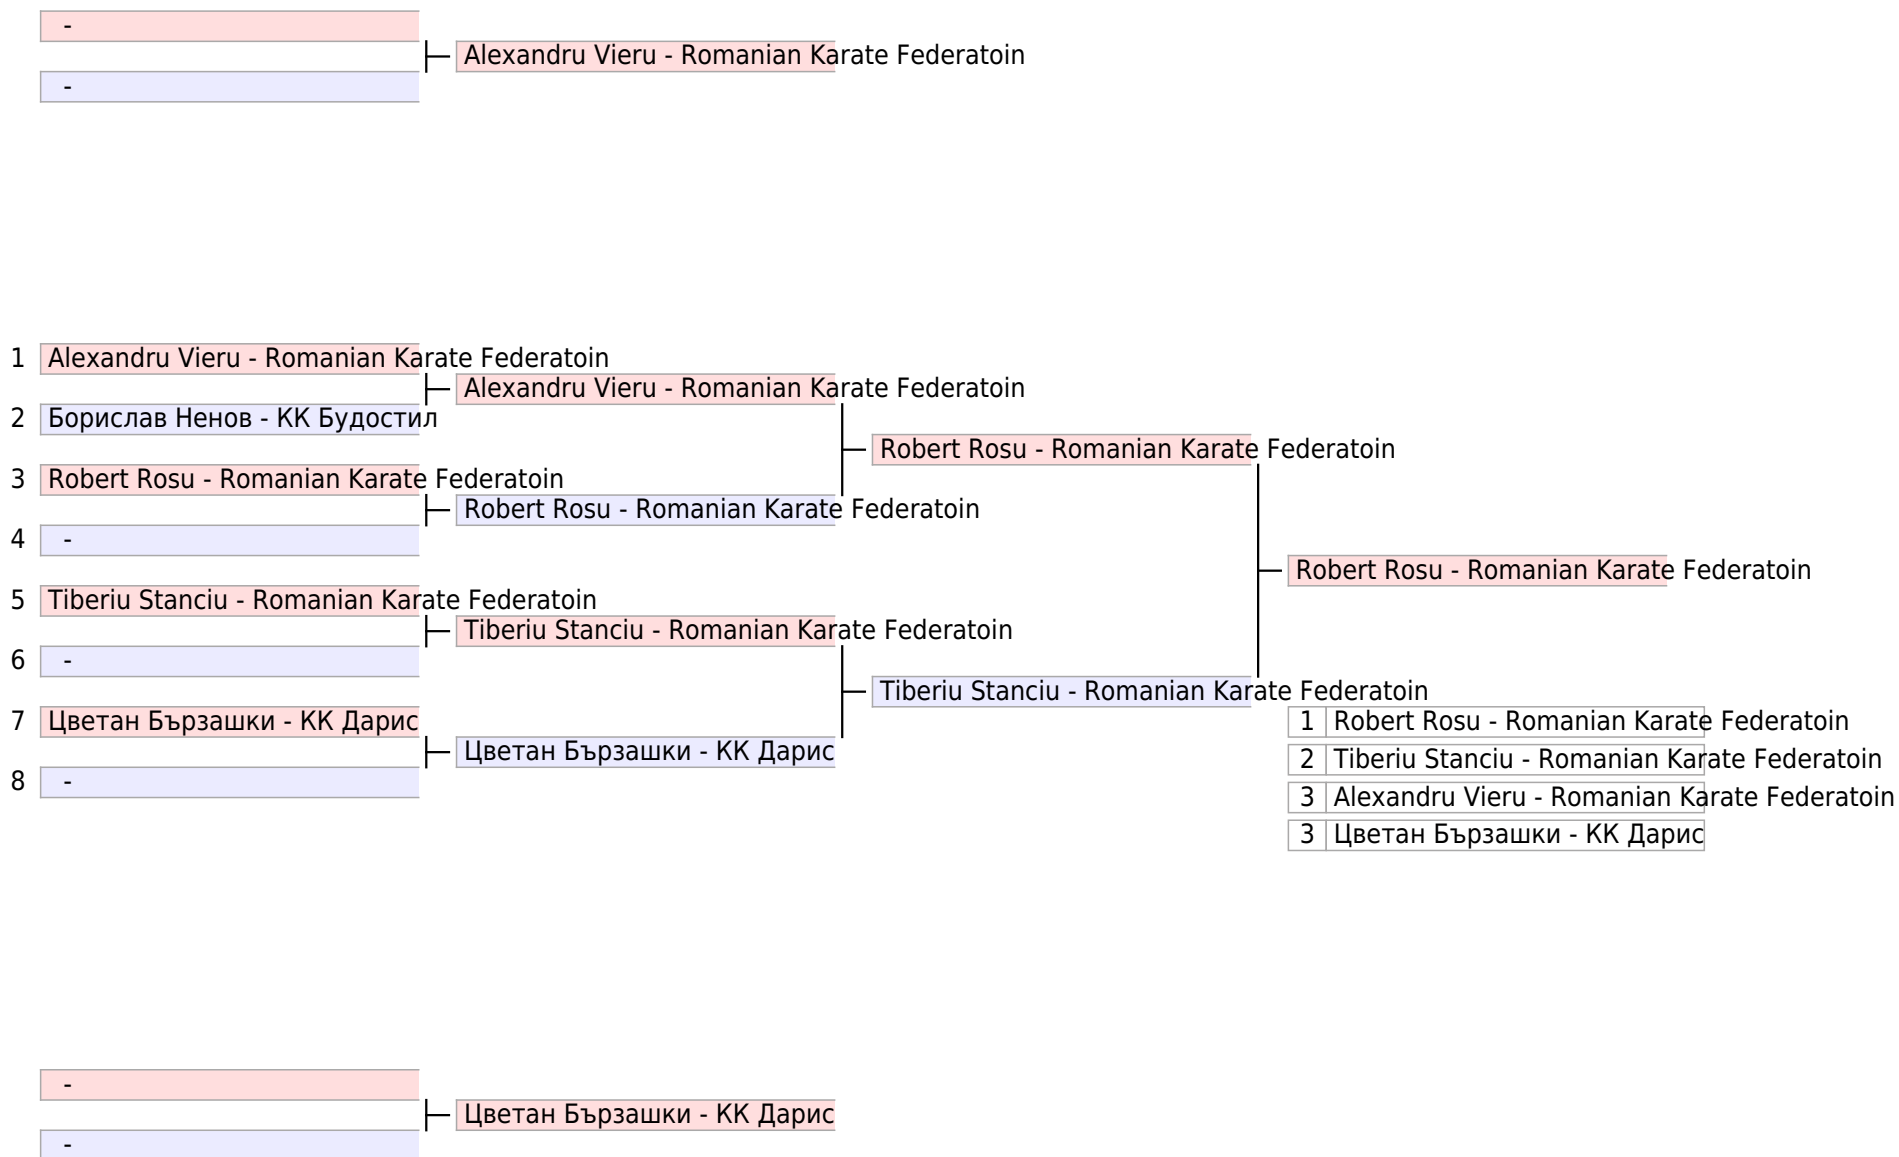 -
Alexandru Vieru - Romanian Karate Federatoin
-
1 Alexandru Vieru - Romanian Karate Federatoin
Alexandru Vieru - Romanian Karate Federatoin
2 Борислав Ненов - КК Будостил
Robert Rosu - Romanian Karate Federatoin
3 Robert Rosu - Romanian Karate Federatoin
Robert Rosu - Romanian Karate Federatoin
4 -
Robert Rosu - Romanian Karate Federatoin
5 Tiberiu Stanciu - Romanian Karate Federatoin
Tiberiu Stanciu - Romanian Karate Federatoin
6 -
Tiberiu Stanciu - Romanian Karate Federatoin
7 Цветан Бързашки - КК Дарис
Цветан Бързашки - КК Дарис
8 -
1 Robert Rosu - Romanian Karate Federatoin
2 Tiberiu Stanciu - Romanian Karate Federatoin
3 Alexandru Vieru - Romanian Karate Federatoin
3 Цветан Бързашки - КК Дарис
-
Цветан Бързашки - КК Дарис
-